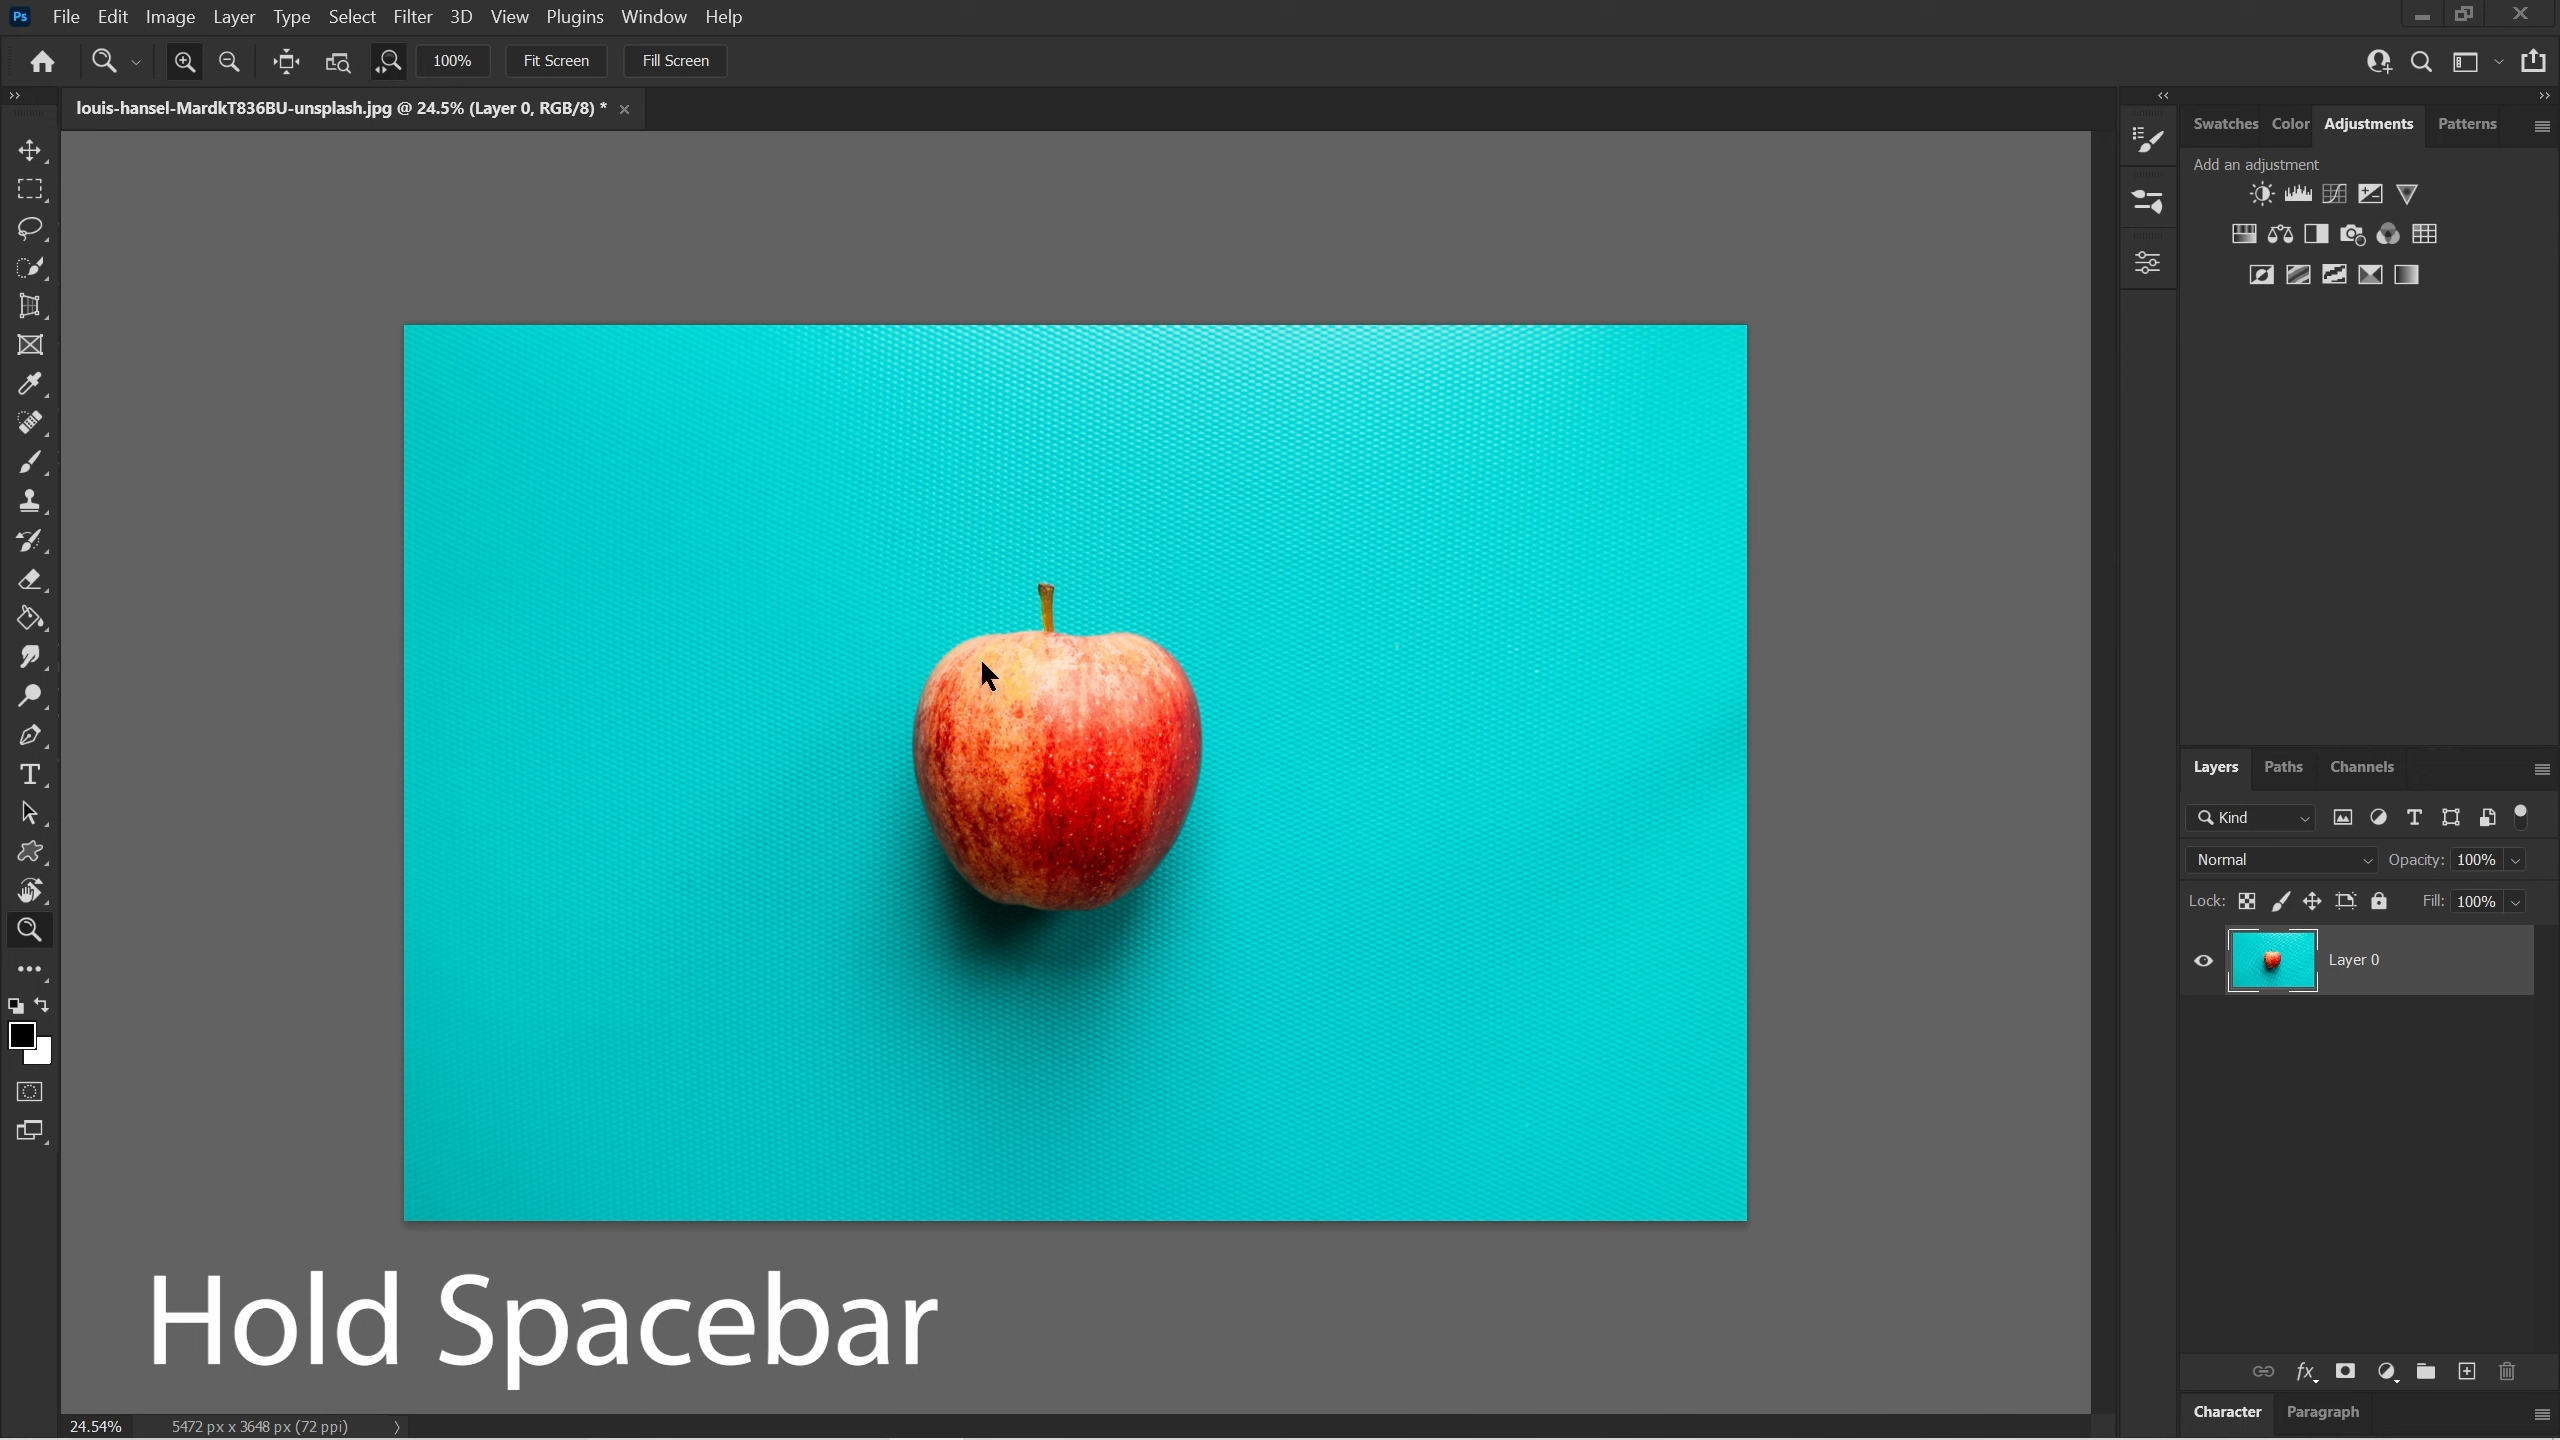 Ps File Edit Image Layer Type Select Filter 3D View Plugins Window Help
100% Fit Screen Fill Screen
louis-hansel-MardkT836BU-unsplash.jpg @ 24.5% (Layer 0, RGB/8) *
Swatches Color Adjustments Patterns
Add an adjustment
Layers Paths Channels
Kind
Normal Opacity: 100%
Lock: Fill: 100%
Layer 0
Hold Spacebar
fx
Character Paragraph
24.54% 5472 px x 3648 px (72 ppi)